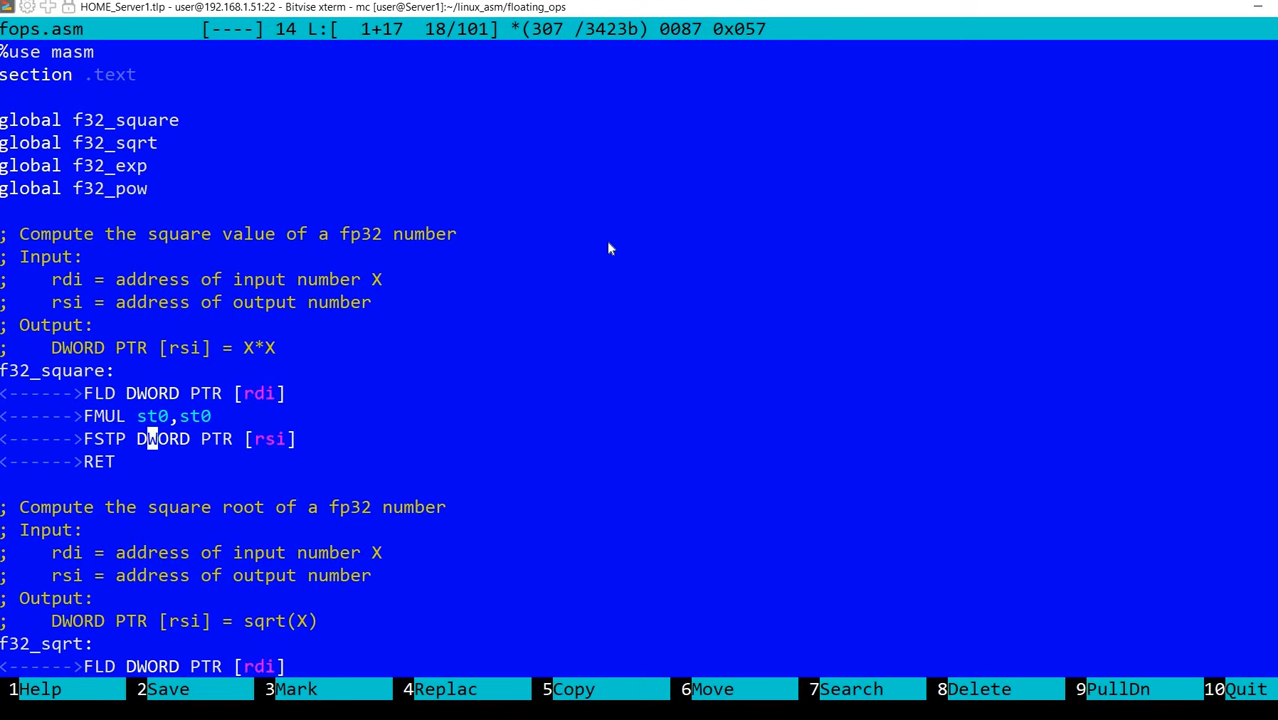 HOME_Server1.tlp - user@192.168.1.51:22 - Bitvise xterm - mc [user@Server1]:~/linux_asm/floating_ops
fops.asm [----] 14 L:[ 1+17 18/101] *(307 /3423b) 0087 0x057
%use masm
section .text
global f32_square
global f32_sqrt
global f32_exp
global f32_pow
; Compute the square value of a fp32 number
; Input:
; rdi = address of input number X
; rsi = address of output number
; Output:
; DWORD PTR [rsi] = X*X
f32_square:
<------>FLD DWORD PTR [rdi]
<------>FMUL st0,st0
<------>FSTP DWORD PTR [rsi]
<------>RET
; Compute the square root of a fp32 number
; Input:
; rdi = address of input number X
; rsi = address of output number
; Output:
; DWORD PTR [rsi] = sqrt(X)
f32_sqrt:
<------>FLD DWORD PTR [rdi]
1Help 2Save 3Mark 4Replac 5Copy 6Move 7Search 8Delete 9PullDn 10Quit